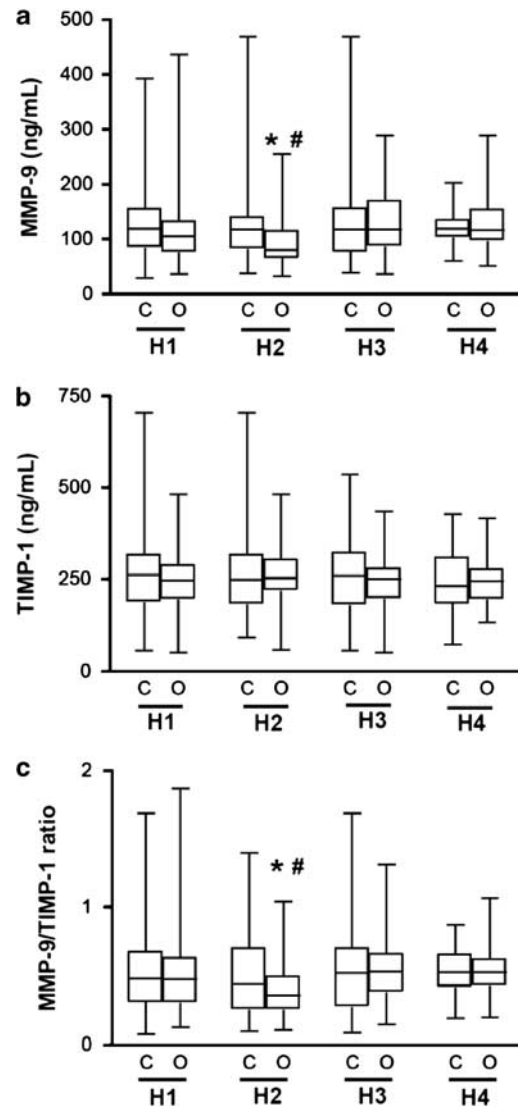 a
MMP-9 (ng/mL)
500
400
300
200
100
0
* #
C O C O C O C O
H1 H2 H3 H4
b
TIMP-1 (ng/mL)
750
500
250
0
C O C O C O C O
H1 H2 H3 H4
c
MMP-9/TIMP-1 ratio
2
1
0
* #
C O C O C O C O
H1 H2 H3 H4